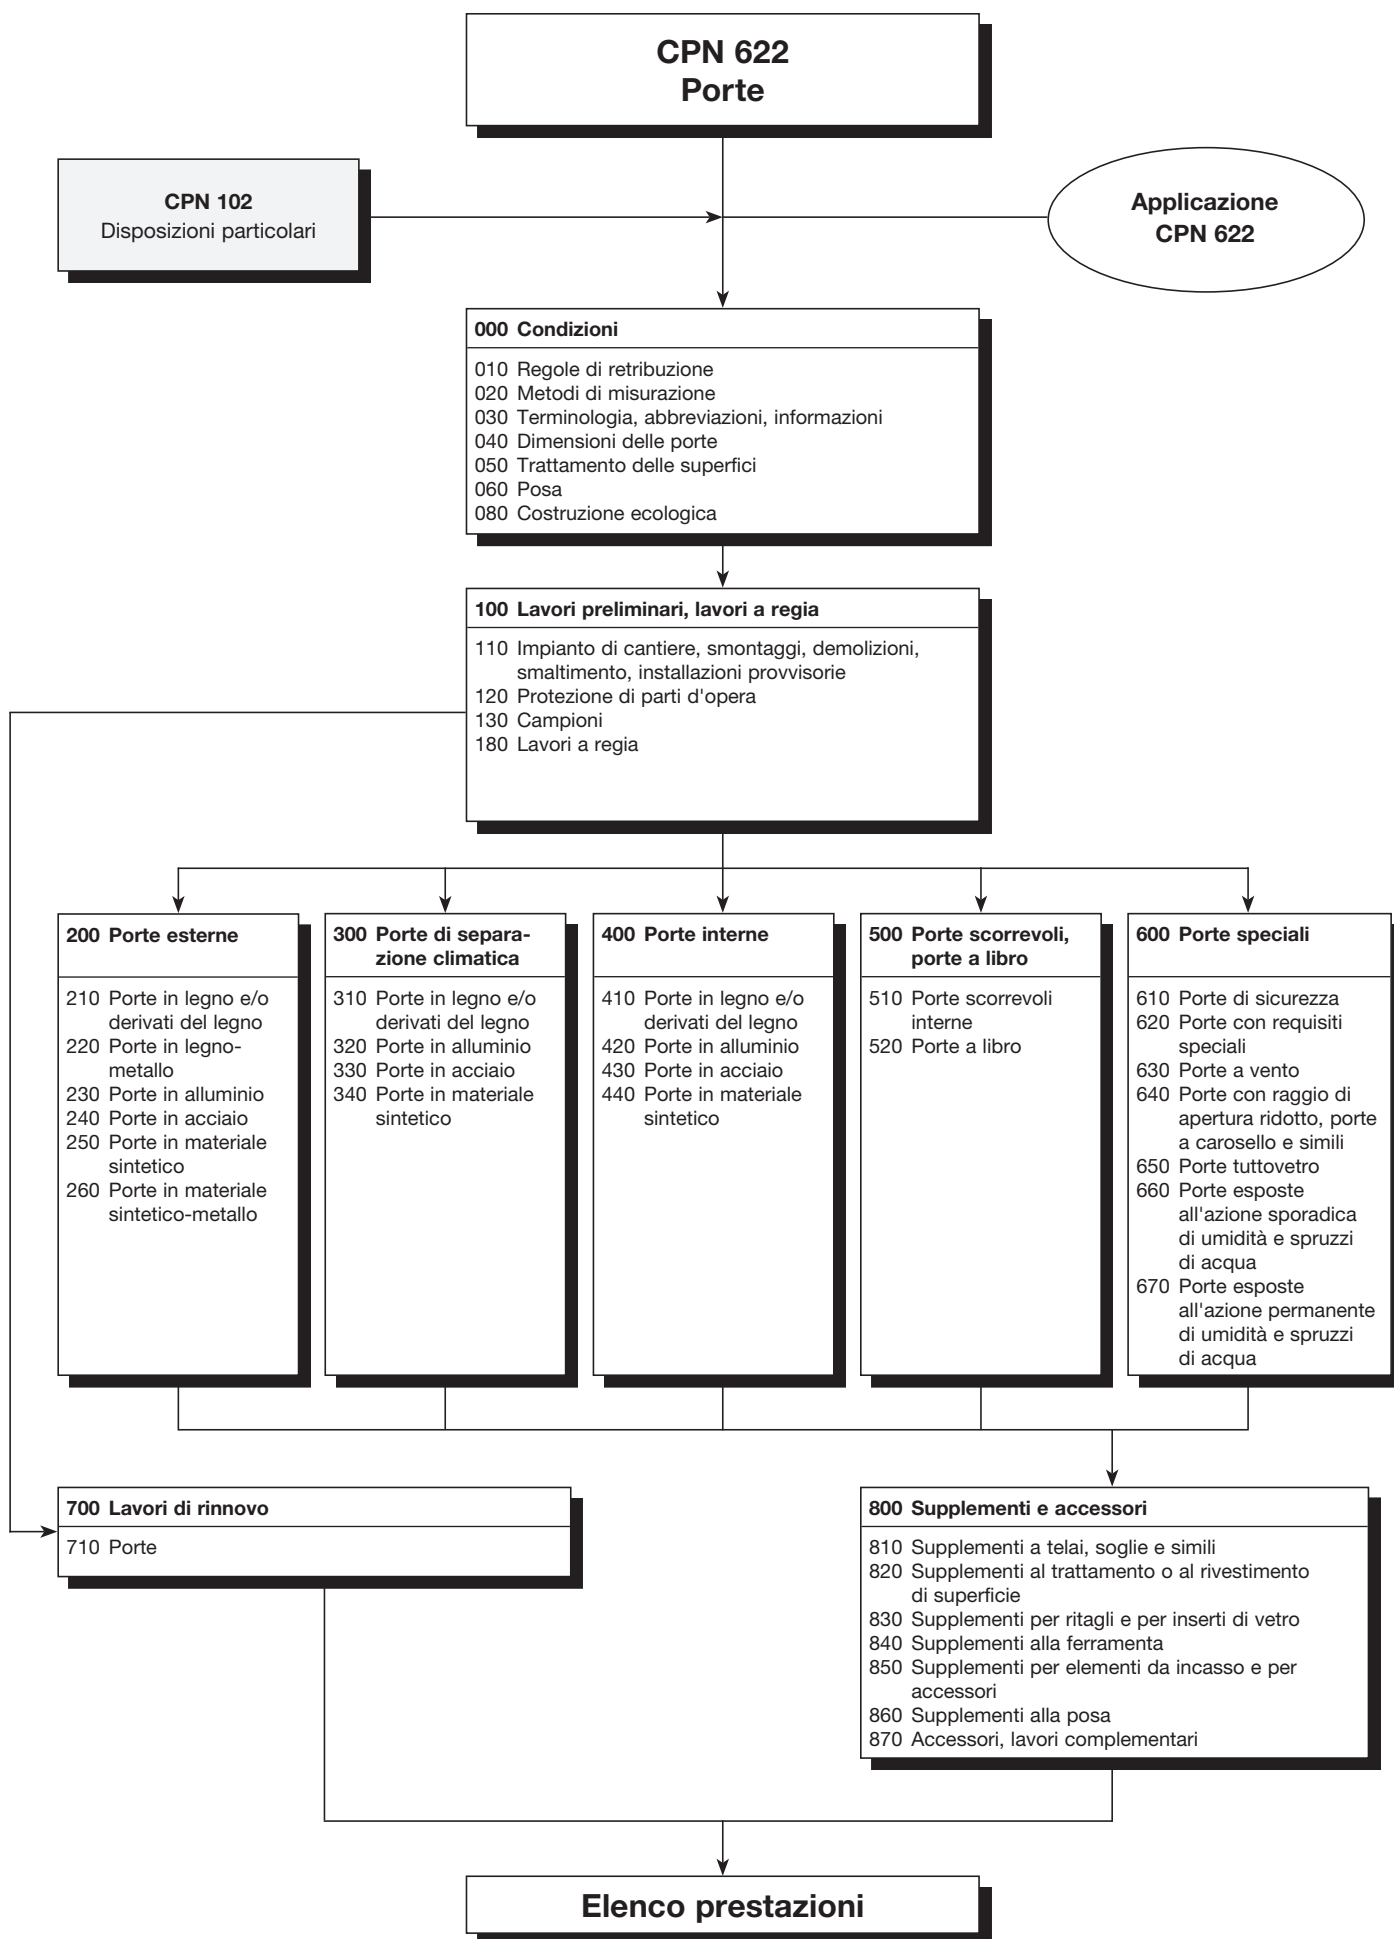 CPN 622
Porte
CPN 102
Disposizioni particolari
Applicazione
CPN 622
000 Condizioni
010 Regole di retribuzione
020 Metodi di misurazione
030 Terminologia, abbreviazioni, informazioni
040 Dimensioni delle porte
050 Trattamento delle superfici
060 Posa
080 Costruzione ecologica
100 Lavori preliminari, lavori a regia
110 Impianto di cantiere, smontaggi, demolizioni,
smaltimento, installazioni provvisorie
120 Protezione di parti d'opera
130 Campioni
180 Lavori a regia
200 Porte esterne
210 Porte in legno e/o
derivati del legno
220 Porte in legno-
metallo
230 Porte in alluminio
240 Porte in acciaio
250 Porte in materiale
sintetico
260 Porte in materiale
sintetico-metallo
300 Porte di separa-
zione climatica
310 Porte in legno e/o
derivati del legno
320 Porte in alluminio
330 Porte in acciaio
340 Porte in materiale
sintetico
400 Porte interne
410 Porte in legno e/o
derivati del legno
420 Porte in alluminio
430 Porte in acciaio
440 Porte in materiale
sintetico
500 Porte scorrevoli,
porte a libro
510 Porte scorrevoli
interne
520 Porte a libro
600 Porte speciali
610 Porte di sicurezza
620 Porte con requisiti
speciali
630 Porte a vento
640 Porte con raggio di
apertura ridotto, porte
a carosello e simili
650 Porte tuttovetro
660 Porte esposte
all'azione sporadica
di umidità e spruzzi
di acqua
670 Porte esposte
all'azione permanente
di umidità e spruzzi
di acqua
700 Lavori di rinnovo
710 Porte
800 Supplementi e accessori
810 Supplementi a telai, soglie e simili
820 Supplementi al trattamento o al rivestimento
di superficie
830 Supplementi per ritagli e per inserti di vetro
840 Supplementi alla ferramenta
850 Supplementi per elementi da incasso e per
accessori
860 Supplementi alla posa
870 Accessori, lavori complementari
Elenco prestazioni